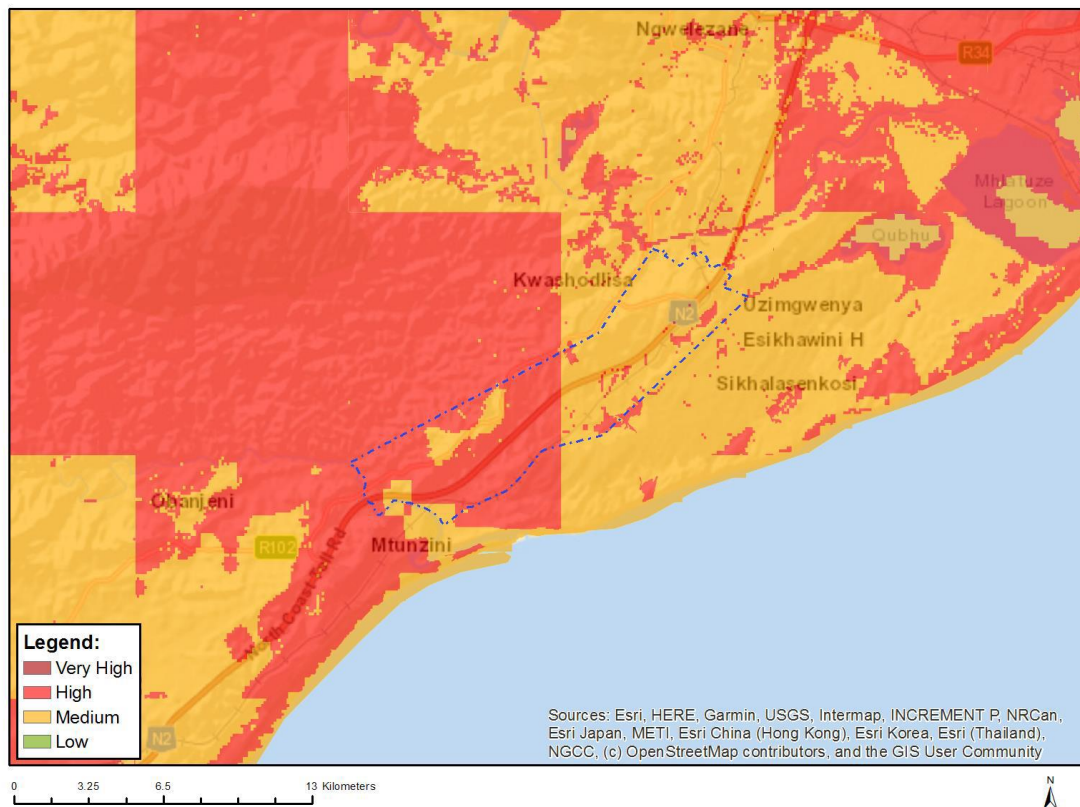 Ngwelezane
R34
Mhlatuze
Lagoon
Qubhu
Kwashodlisa
Uzimgwenya
N2
Esikhawini H
Sikhalasenkosi
Obanjeni
R102
Mtunzini
North Coast Toll Rd
N2
Legend:
Very High
High
Medium
Low
Sources: Esri, HERE, Garmin, USGS, Intermap, INCREMENT P, NRCan,
Esri Japan, METI, Esri China (Hong Kong), Esri Korea, Esri (Thailand),
NGCC, (c) OpenStreetMap contributors, and the GIS User Community
0 3.25 6.5 13 Kilometers
N